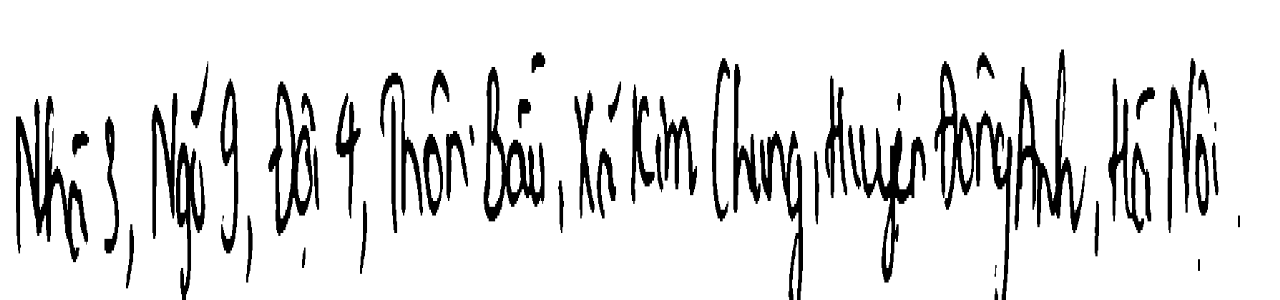 Nhà 3, Ngõ 9, Đội 4, Thôn Bầu, Xã Kim Chung, Huyện Đông Anh, Hà Nội.